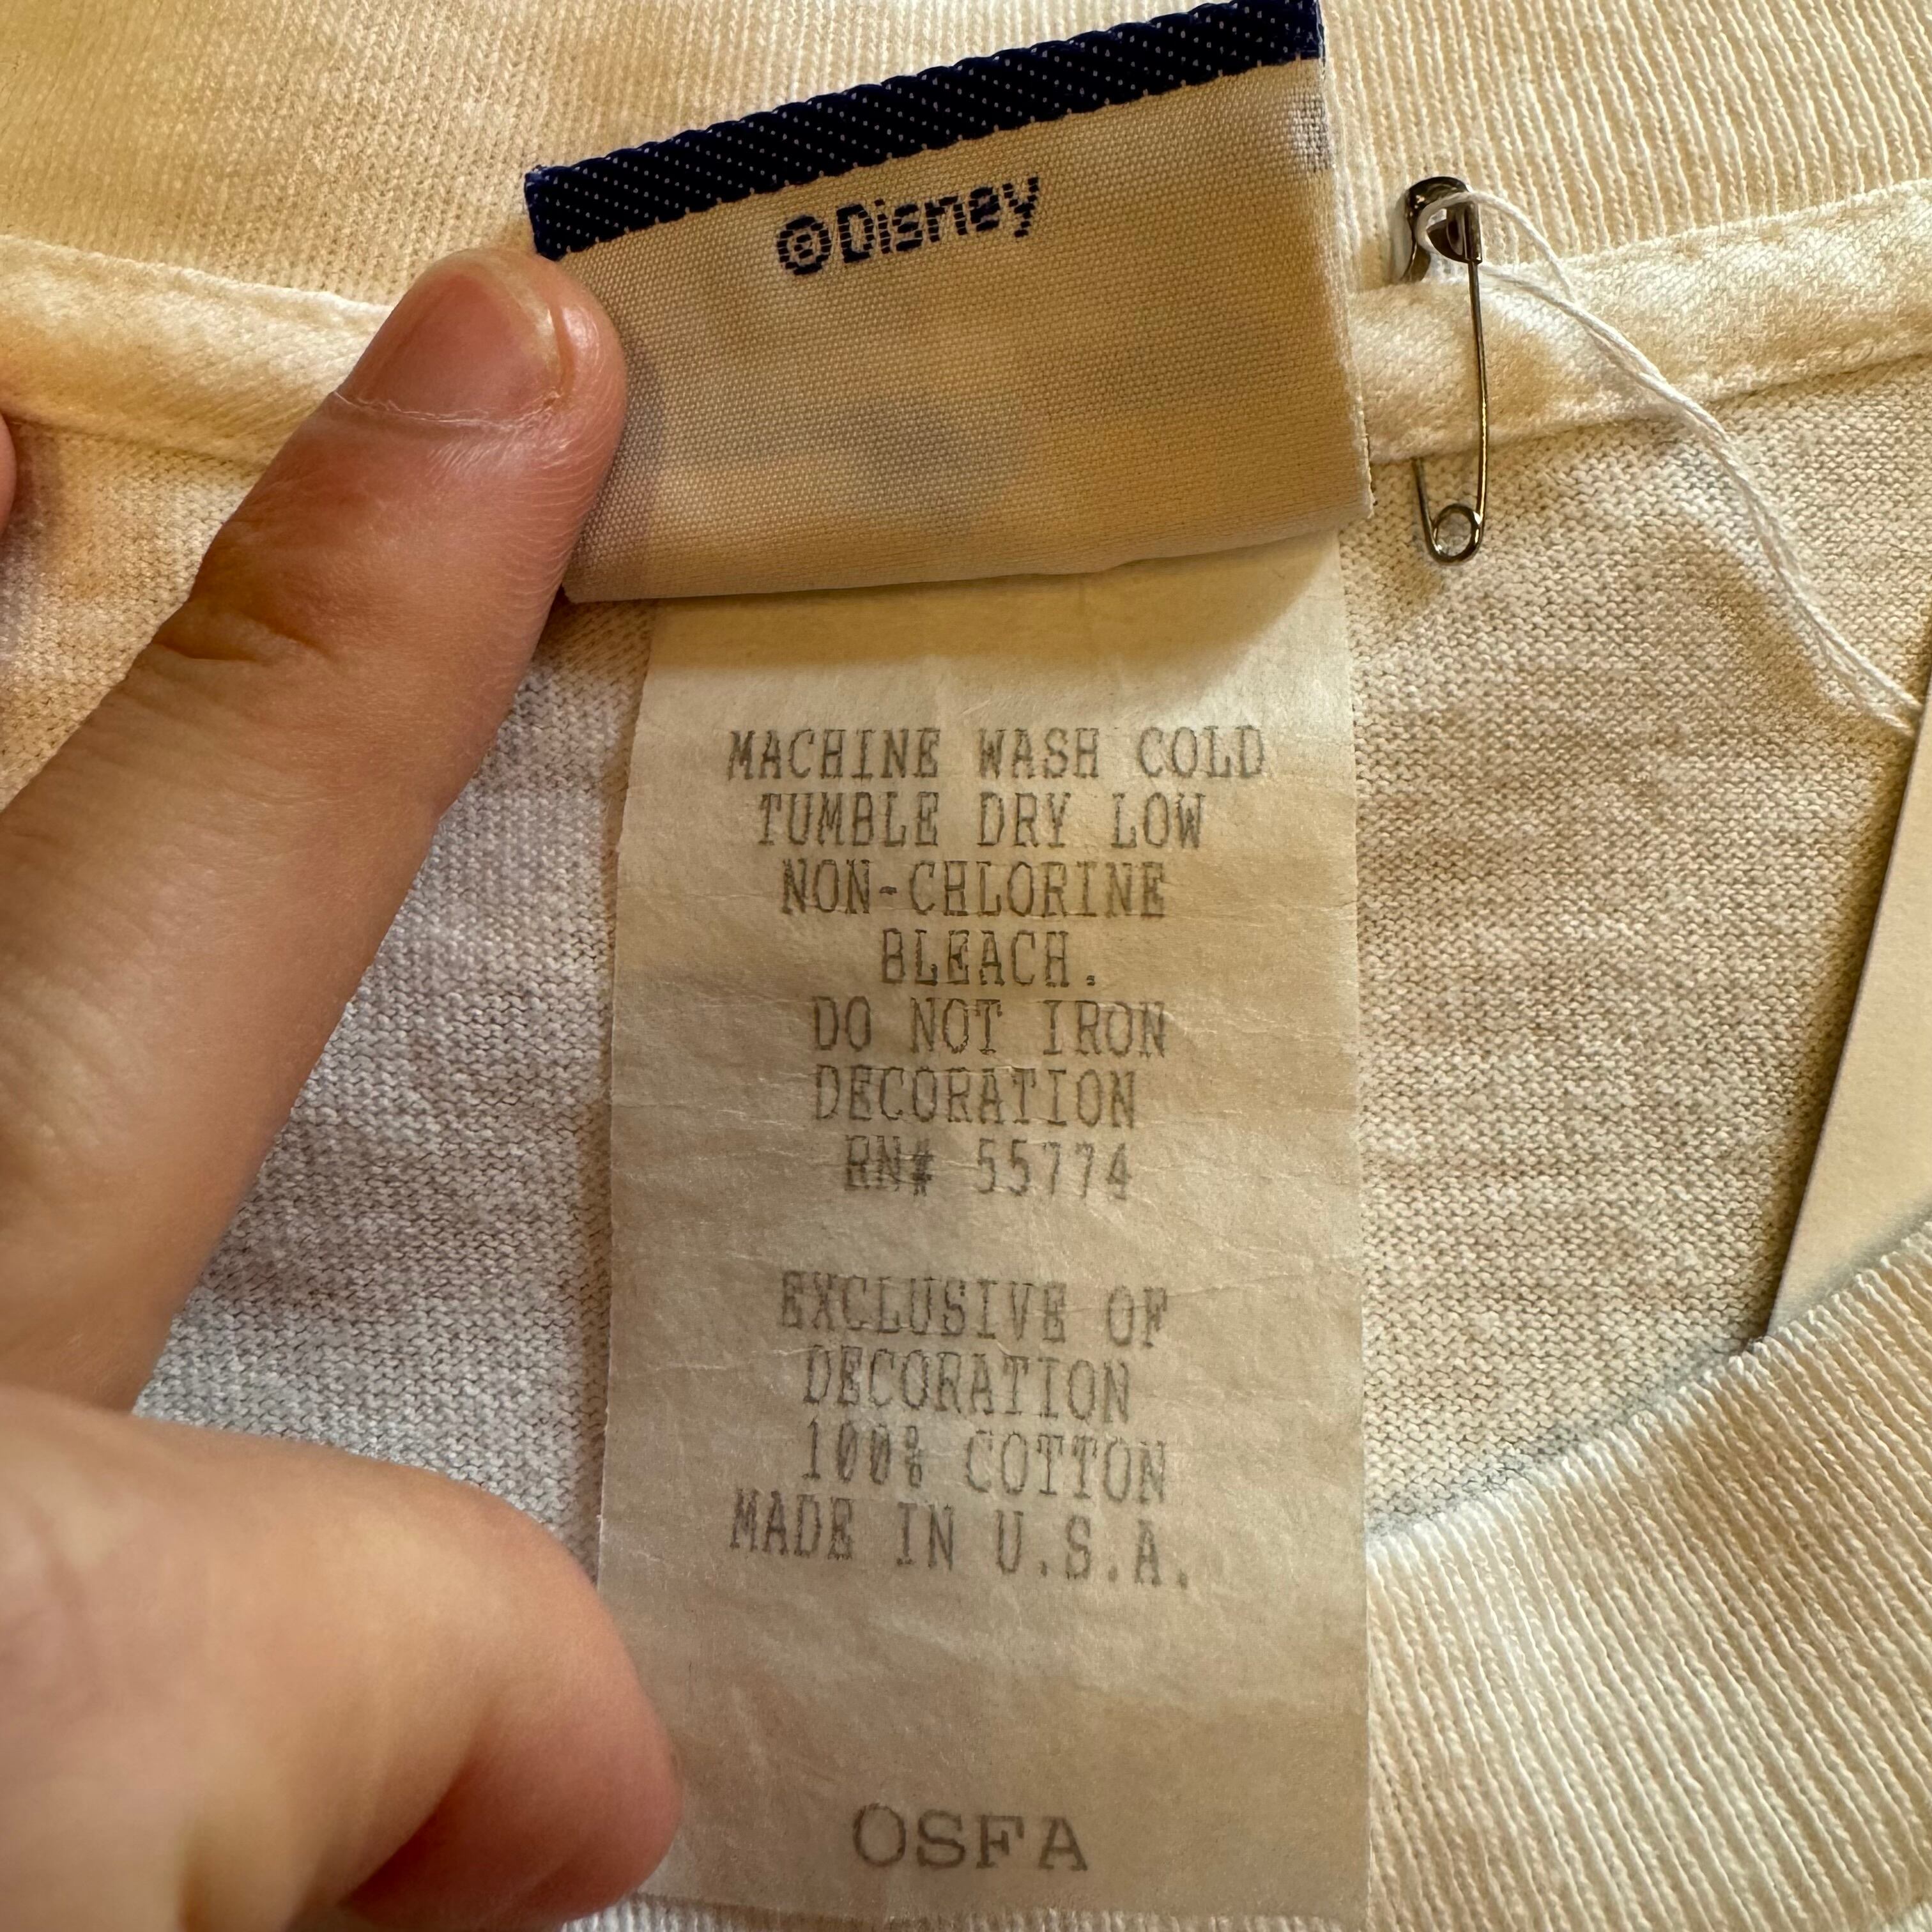 ©Disney
MACHINE WASH COLD
TUMBLE DRY LOW
NON-CHLORINE
BLEACH.
DO NOT IRON
DECORATION
RN# 55774
EXCLUSIVE OF
DECORATION
100% COTTON
MADE IN U.S.A.
OSFA